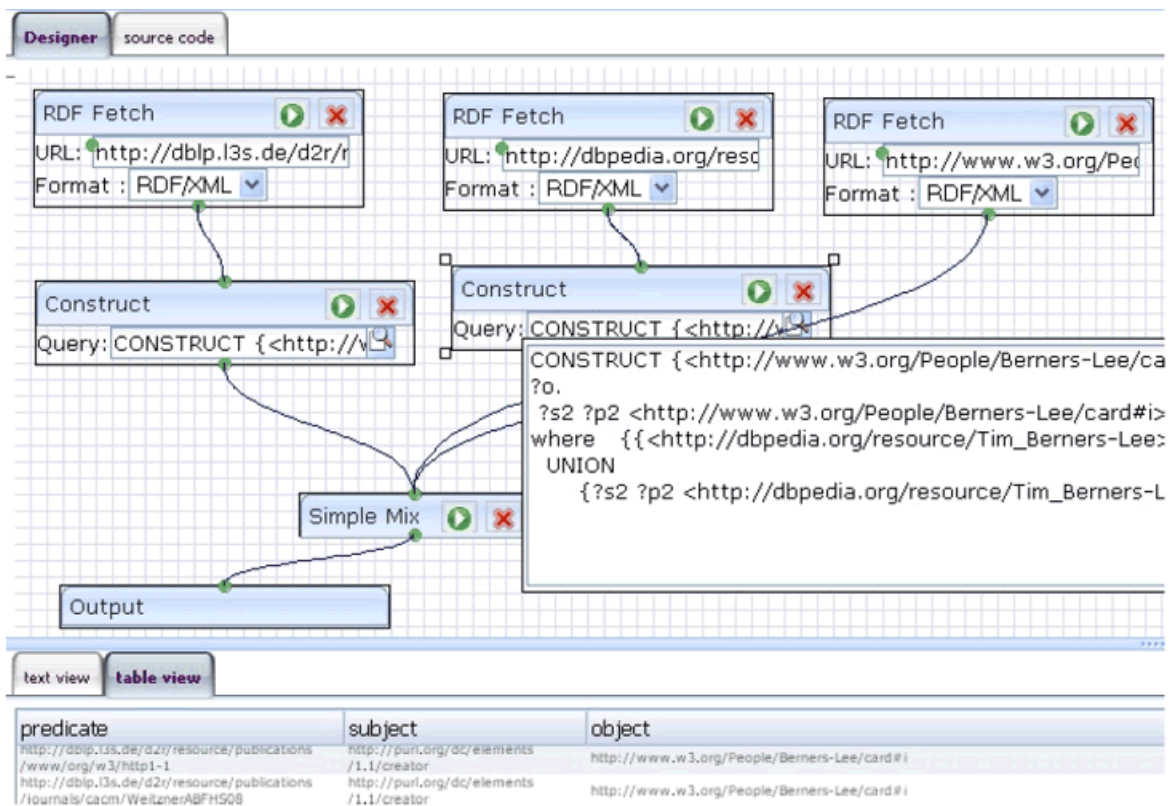 Designer source code
RDF Fetch
URL: http://dblp.l3s.de/d2r/r
Format : RDF/XML
RDF Fetch
URL: http://dbpedia.org/reso
Format : RDF/XML
RDF Fetch
URL: http://www.w3.org/Peo
Format : RDF/XML
Construct
Query: CONSTRUCT {<http://w
Construct
Query: CONSTRUCT {<http://w
CONSTRUCT {<http://www.w3.org/People/Berners-Lee/ca
?o.
?s2 ?p2 <http://www.w3.org/People/Berners-Lee/card#i>
where {{<http://dbpedia.org/resource/Tim_Berners-Lee>
UNION
{?s2 ?p2 <http://dbpedia.org/resource/Tim_Berners-L
Simple Mix
Output
text view table view
predicate subject object
http://dblp.l3s.de/d2r/resource/publications http://purl.org/dc/elements
/www/org/w3/http1-1 /1.1/creator http://www.w3.org/People/Berners-Lee/card#i
http://dblp.l3s.de/d2r/resource/publications http://purl.org/dc/elements
/journals/cacm/WeitznerABFHS08 /1.1/creator http://www.w3.org/People/Berners-Lee/card#i